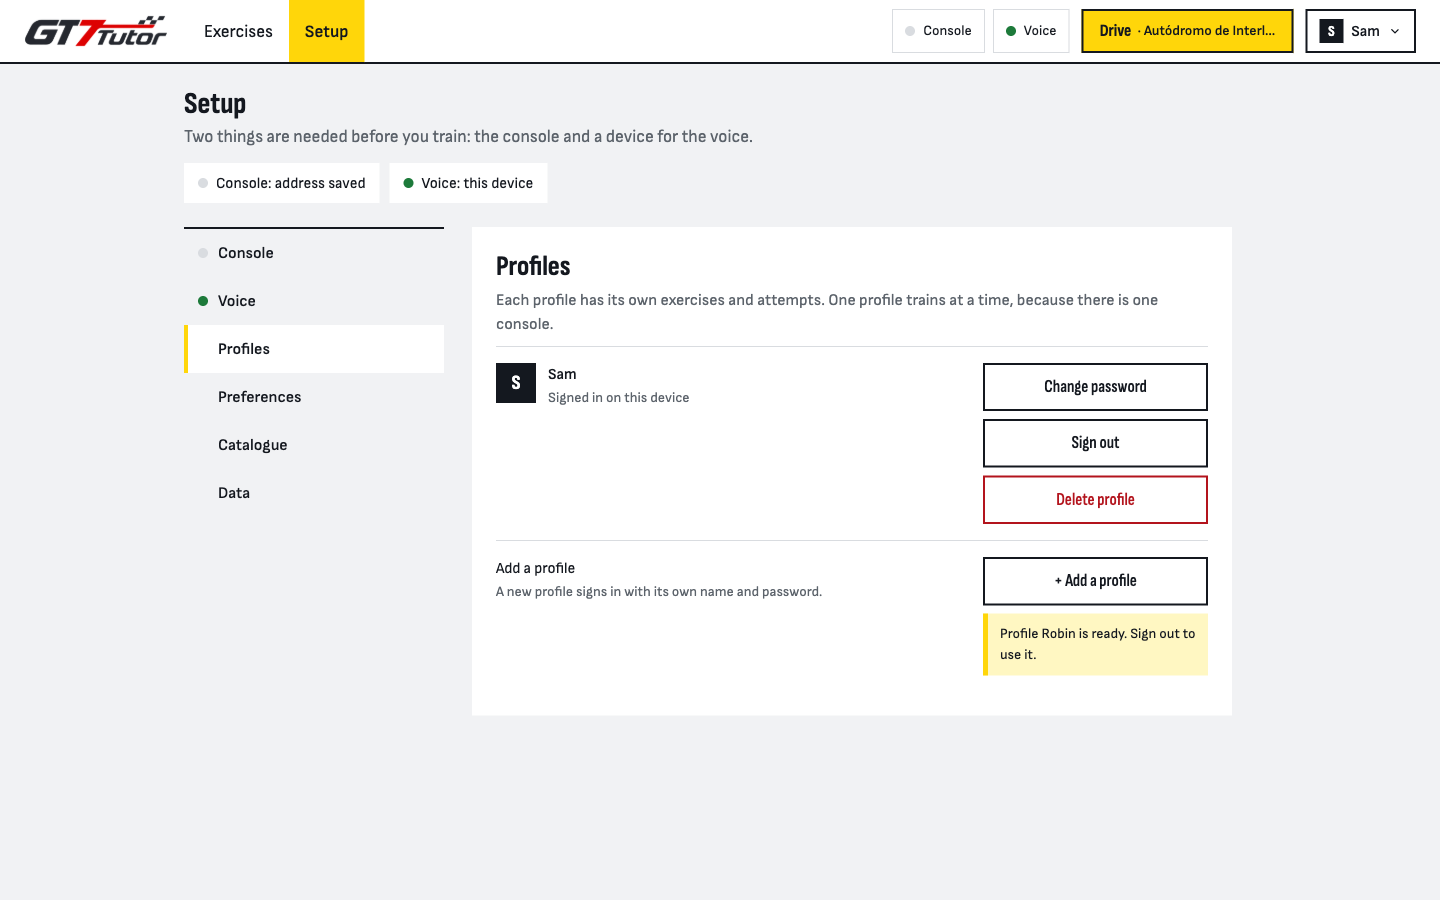 GT7 Tutor
Exercises
Setup
Console
Voice
Drive · Autódromo de Interl...
S
Sam
Setup
Two things are needed before you train: the console and a device for the voice.
Console: address saved
Voice: this device
Console
Voice
Profiles
Preferences
Catalogue
Data
Profiles
Each profile has its own exercises and attempts. One profile trains at a time, because there is one
console.
S
Sam
Signed in on this device
Change password
Sign out
Delete profile
Add a profile
A new profile signs in with its own name and password.
+ Add a profile
Profile Robin is ready. Sign out to
use it.